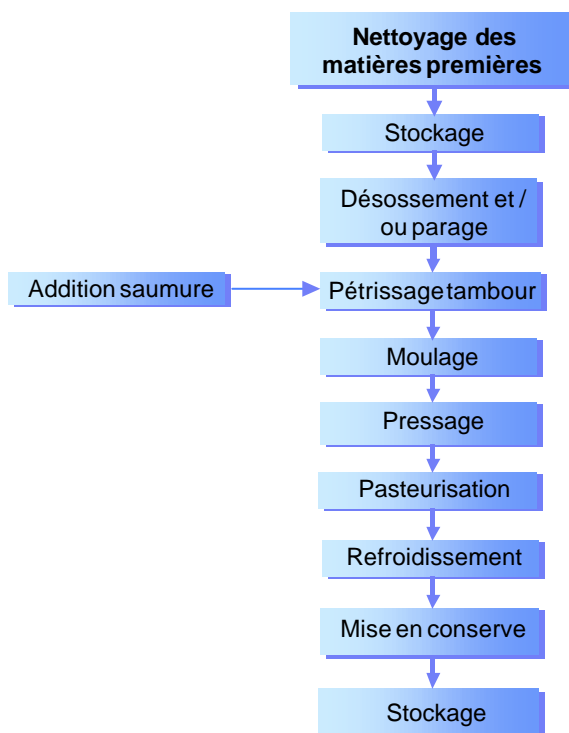 Nettoyage des
matières premières
Stockage
Désossement et /
ou parage
Addition saumure
Pétrissage tambour
Moulage
Pressage
Pasteurisation
Refroidissement
Mise en conserve
Stockage